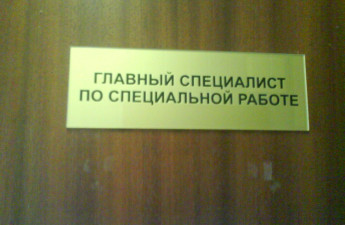 ГЛАВНЫЙ СПЕЦИАЛИСТ
ПО СПЕЦИАЛЬНОЙ РАБОТЕ